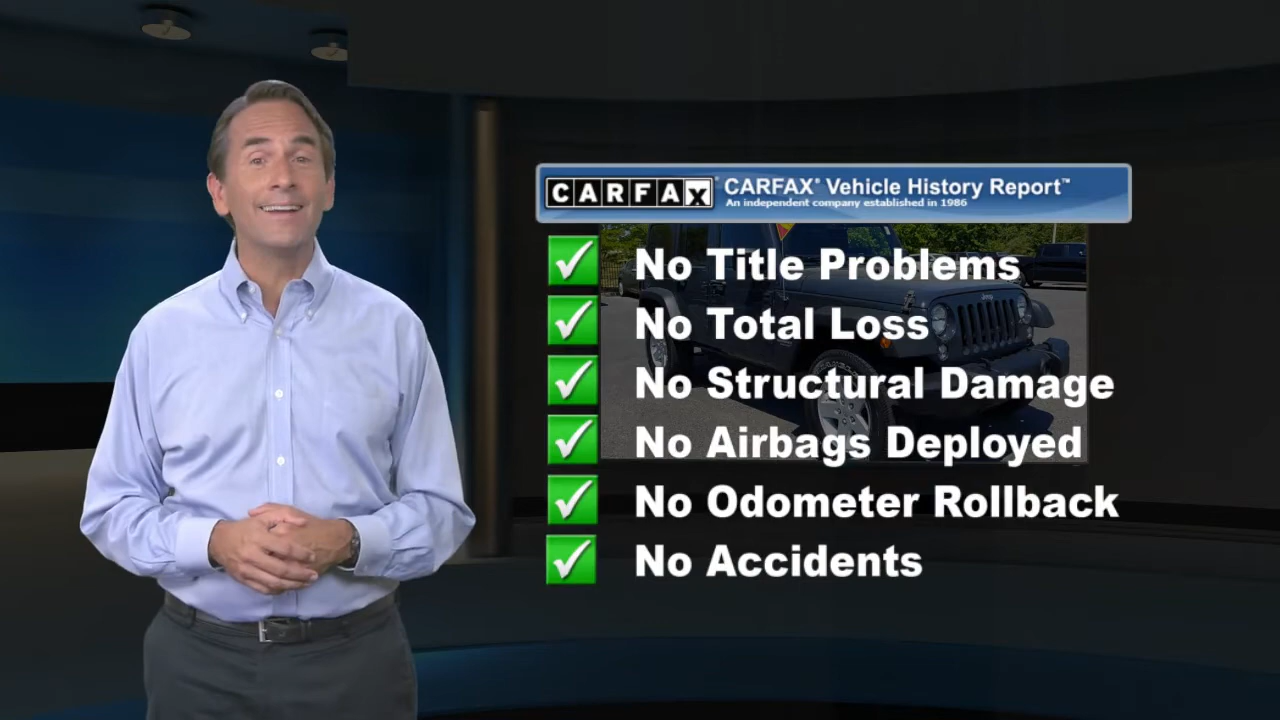 CARFAX® CARFAX® Vehicle History Report™
An independent company established in 1986
No Title Problems
No Total Loss
No Structural Damage
No Airbags Deployed
No Odometer Rollback
No Accidents
Jeep